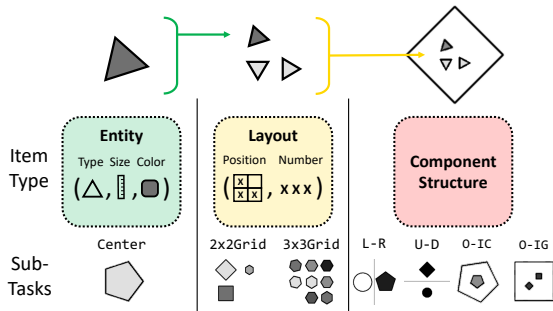 Item Type
Entity
Type Size Color
( , , )
Layout
Position Number
(x x x, x x x)
Component Structure
Sub-Tasks
Center
2x2Grid 3x3Grid
L-R U-D O-IC O-IG